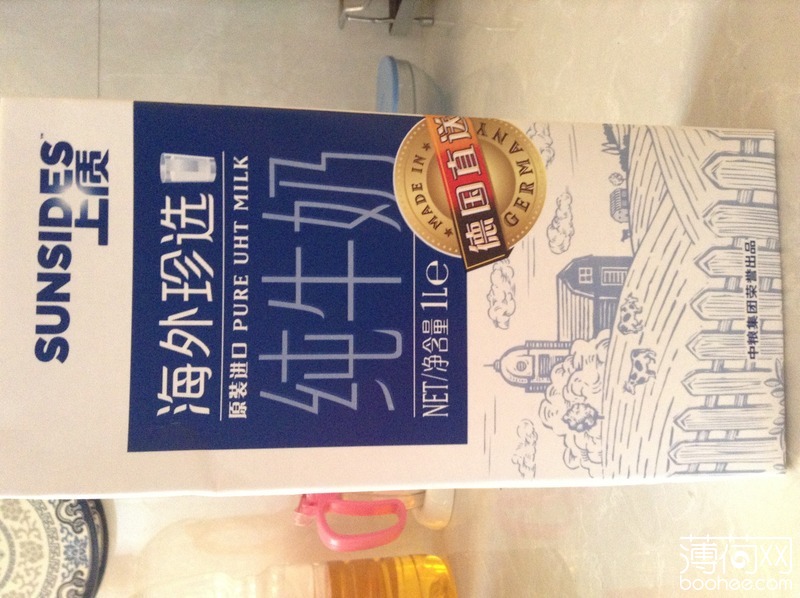 SUNSIDES™
上质
海外珍选
原装进口 PURE UHT MILK
纯牛奶
NET/净含量 1L℮
MADE IN
德国直送
GERMANY
中粮集团荣誉出品
薄荷网
boohee.com